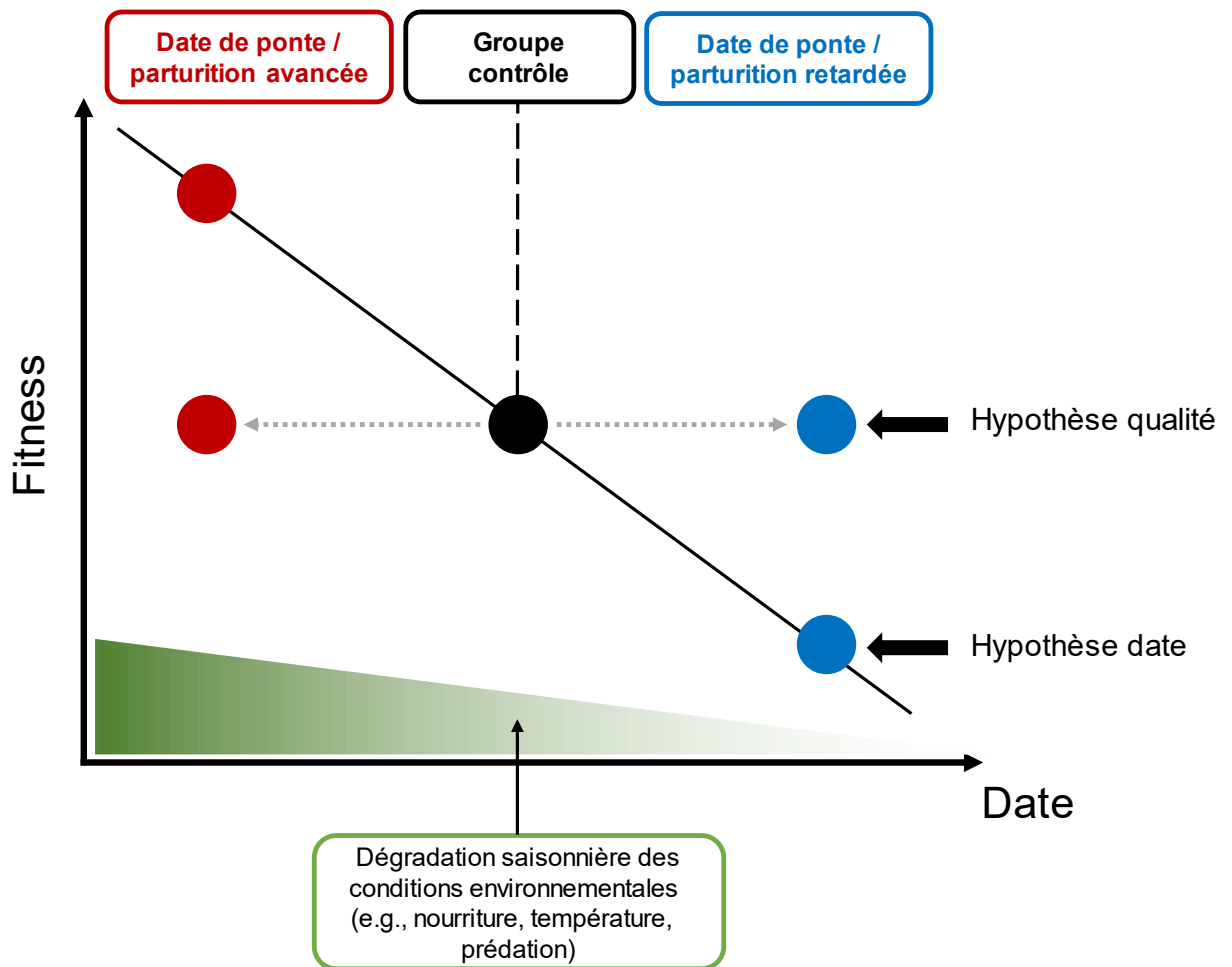 Date de ponte /
parturition avancée
Groupe
contrôle
Date de ponte /
parturition retardée
Fitness
Hypothèse qualité
Hypothèse date
Date
Dégradation saisonnière des
conditions environnementales
(e.g., nourriture, température,
prédation)